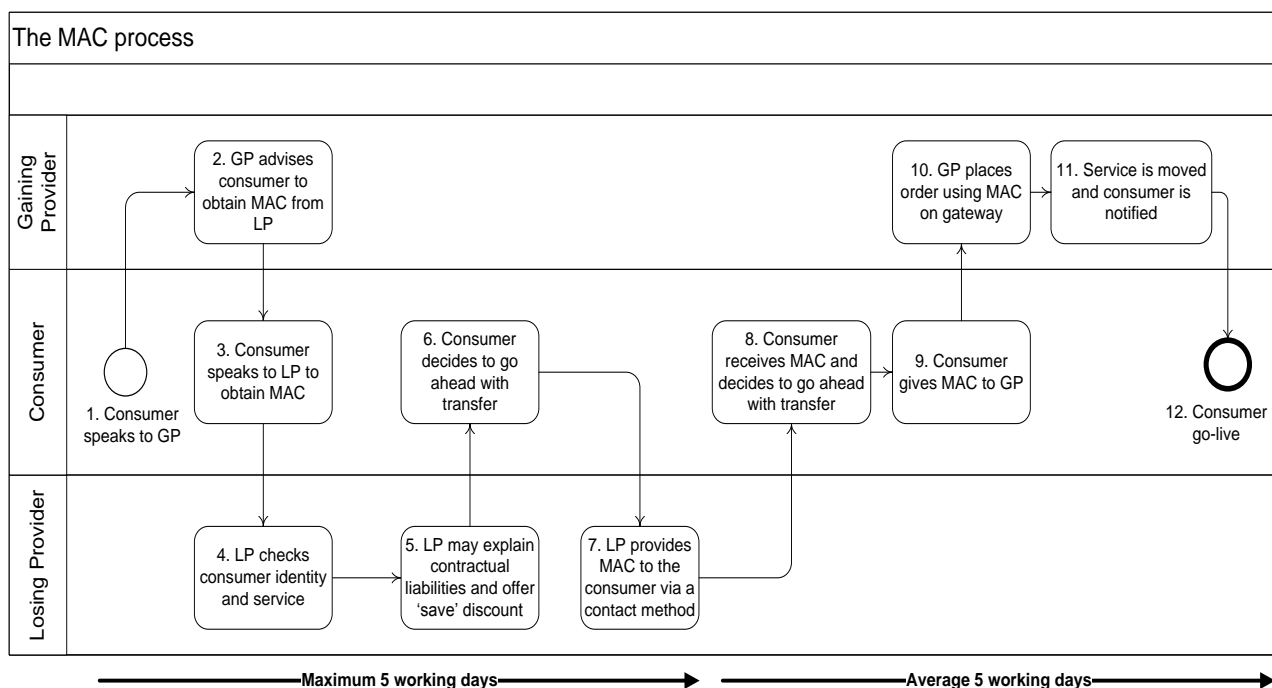 The MAC process
Gaining
Provider
2. GP advises
consumer to
obtain MAC from
LP
10. GP places
order using MAC
on gateway
11. Service is moved
and consumer is
notified
Consumer
1. Consumer
speaks to GP
3. Consumer
speaks to LP to
obtain MAC
6. Consumer
decides to go
ahead with
transfer
8. Consumer
receives MAC and
decides to go ahead
with transfer
9. Consumer
gives MAC to GP
12. Consumer
go-live
Losing Provider
4. LP checks
consumer identity
and service
5. LP may explain
contractual
liabilities and offer
‘save’ discount
7. LP provides
MAC to the
consumer via a
contact method
Maximum 5 working days
Average 5 working days